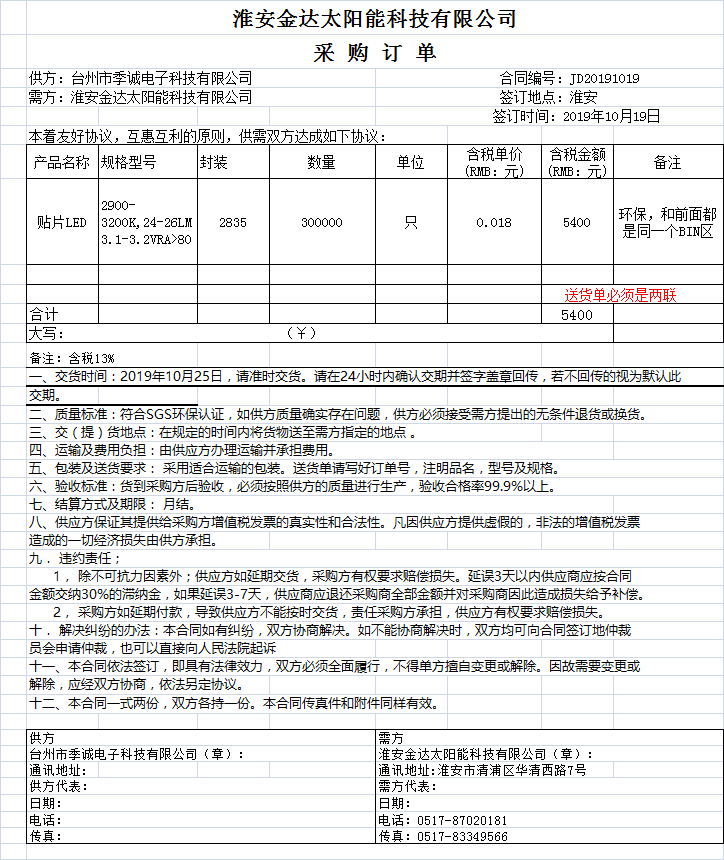 淮安金达太阳能科技有限公司
采 购 订 单
供方：台州市季诚电子科技有限公司 合同编号：JD20191019
需方：淮安金达太阳能科技有限公司 签订地点：淮安
签订时间：2019年10月19日
本着友好协议，互惠互利的原则，供需双方达成如下协议：
产品名称 规格型号 封装 数量 单位 含税单价(RMB：元) 含税金额(RMB：元) 备注
贴片LED 2900-3200K,24-26LM 3.1-3.2VRA>80 2835 300000 只 0.018 5400 环保，和前面都是同一个BIN区
送货单必须是两联
合计 5400
大写： （￥）
备注：含税13%
一、交货时间：2019年10月25日，请准时交货。请在24小时内确认交期并签字盖章回传，若不回传的视为默认此
交期。
二、质量标准：符合SGS环保认证，如供方质量确实存在问题，供方必须接受需方提出的无条件退货或换货。
三、交（提）货地点：在规定的时间内将货物送至需方指定的地点 。
四、运输及费用负担：由供应方办理运输并承担费用。
五、包装及送货要求： 采用适合运输的包装。送货单请写好订单号，注明品名，型号及规格。
六、验收标准：货到采购方后验收，必须按照供方的质量进行生产，验收合格率99.9%以上。
七、结算方式及期限： 月结。
八、供应方保证其提供给采购方增值税发票的真实性和合法性。凡因供应方提供虚假的，非法的增值税发票
造成的一切经济损失由供方承担。
九 ．违约责任；
1， 除不可抗力因素外；供应方如延期交货，采购方有权要求赔偿损失。延误3天以内供应商应按合同
金额交纳30%的滞纳金，如果延误3-7天，供应商应退还采购商全部金额并对采购商因此造成损失给予补偿。
2， 采购方如延期付款，导致供应方不能按时交货，责任采购方承担，供应方有权要求赔偿损失。
十 ．解决纠纷的办法：本合同如有纠纷，双方协商解决。如不能协商解决时，双方均可向合同签订地仲裁
员会申请仲裁，也可以直接向人民法院起诉
十一、本合同依法签订，即具有法律效力，双方必须全面履行，不得单方擅自变更或解除。因故需要变更或
解除，应经双方协商，依法另定协议。
十二、本合同一式两份，双方各持一份。本合同传真件和附件同样有效。
供方 需方
台州市季诚电子科技有限公司（章）： 淮安金达太阳能科技有限公司（章）：
通讯地址： 通讯地址:淮安市清浦区华清西路7号
供方代表： 需方代表：
日期： 日期：
电话： 电话：0517-87020181
传真： 传真：0517-83349566